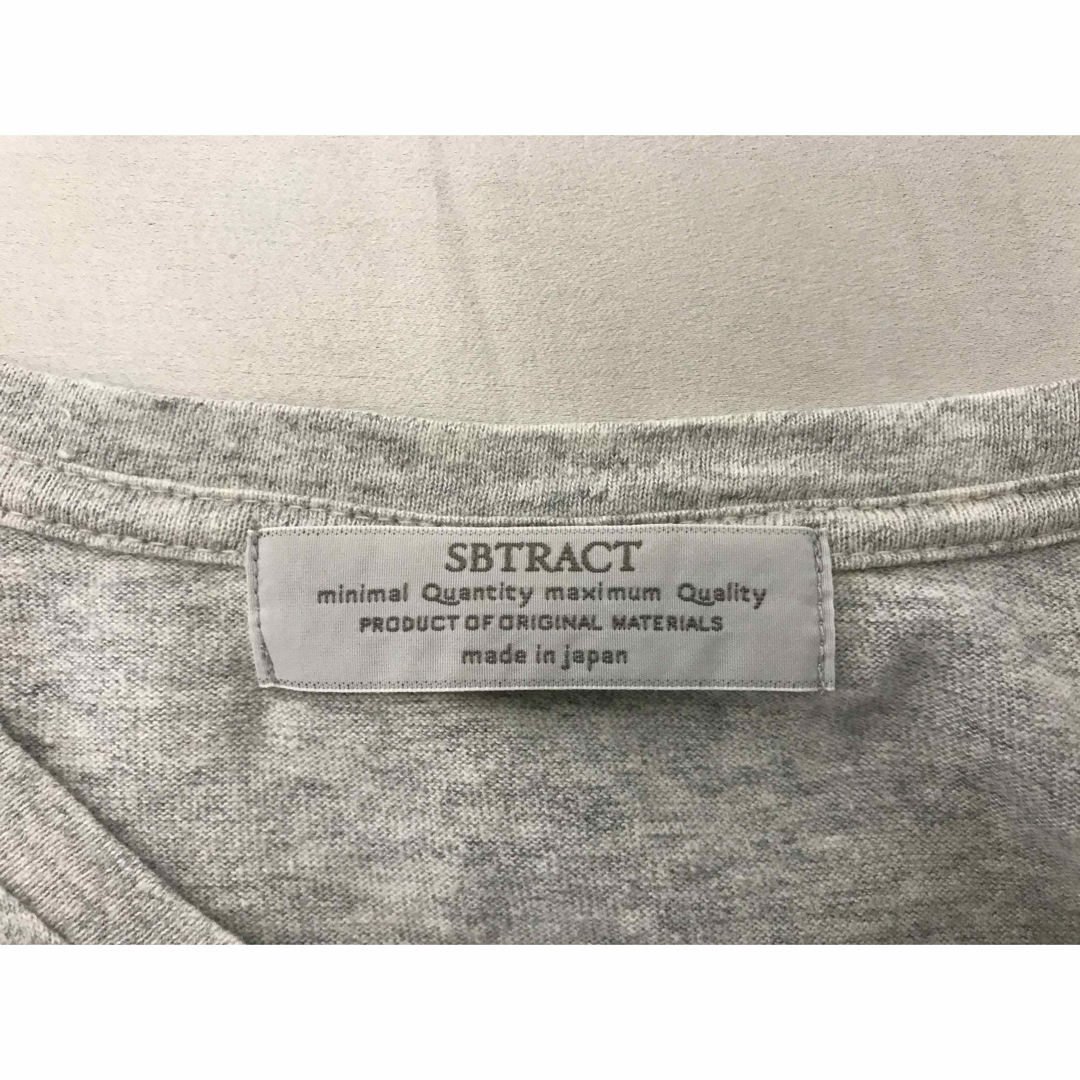 SBTRACT
minimal Quantity maximum Quality
PRODUCT OF ORIGINAL MATERIALS
made in japan